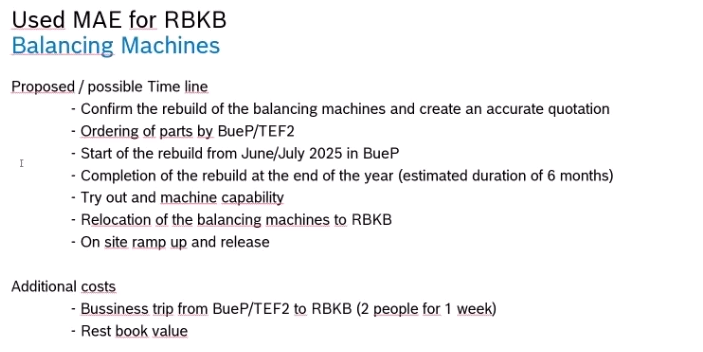 Used MAE for RBKB
Balancing Machines
Proposed / possible Time line
- Confirm the rebuild of the balancing machines and create an accurate quotation
- Ordering of parts by BueP/TEF2
- Start of the rebuild from June/July 2025 in BueP
- Completion of the rebuild at the end of the year (estimated duration of 6 months)
- Try out and machine capability
- Relocation of the balancing machines to RBKB
- On site ramp up and release
Additional costs
- Bussiness trip from BueP/TEF2 to RBKB (2 people for 1 week)
- Rest book value